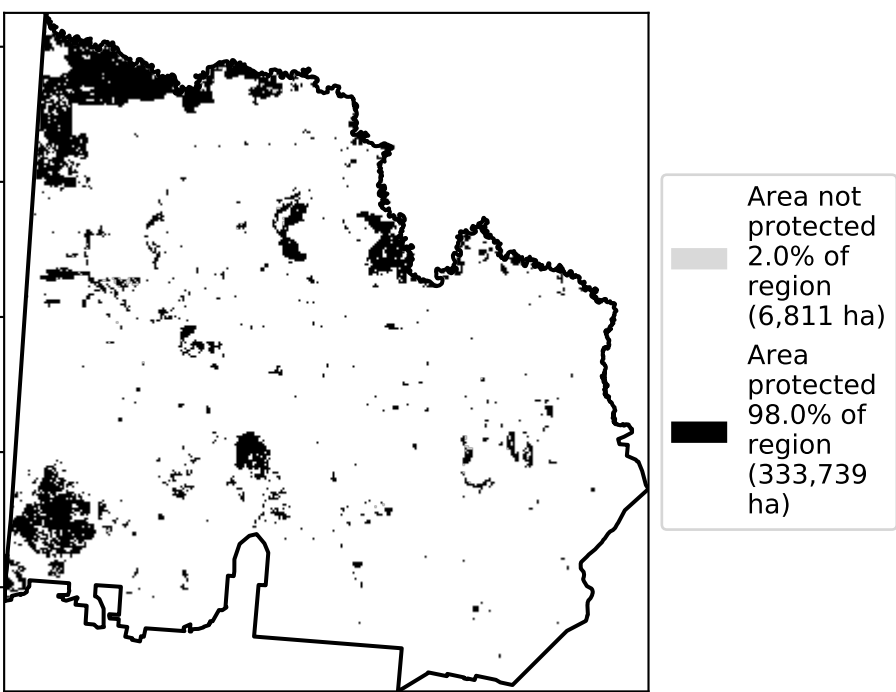 Area not
protected
2.0% of
region
(6,811 ha)
Area
protected
98.0% of
region
(333,739
ha)